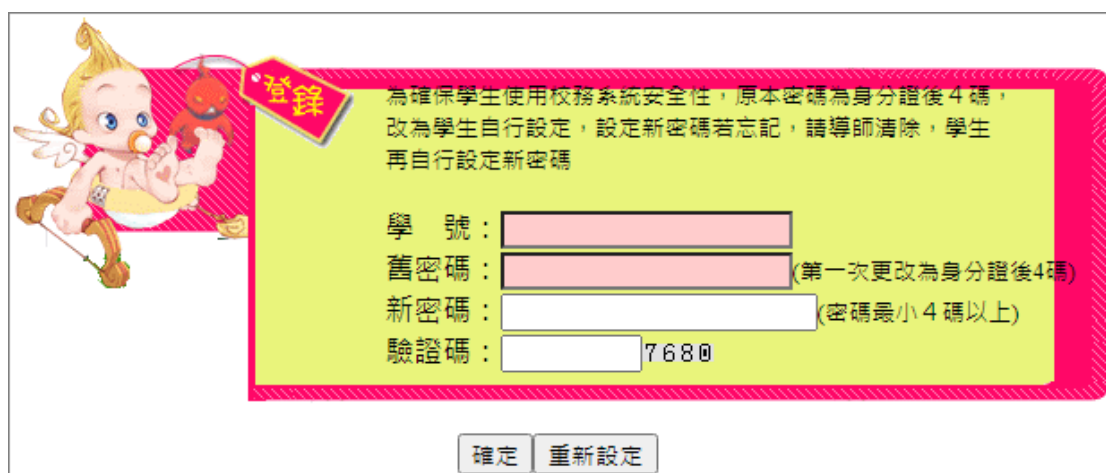 登錄
為確保學生使用校務系統安全性，原本密碼為身分證後４碼，
改為學生自行設定，設定新密碼若忘記，請導師清除，學生
再自行設定新密碼
學　號：
舊密碼：(第一次更改為身分證後4碼)
新密碼：(密碼最小４碼以上)
驗證碼：7680
確定 重新設定